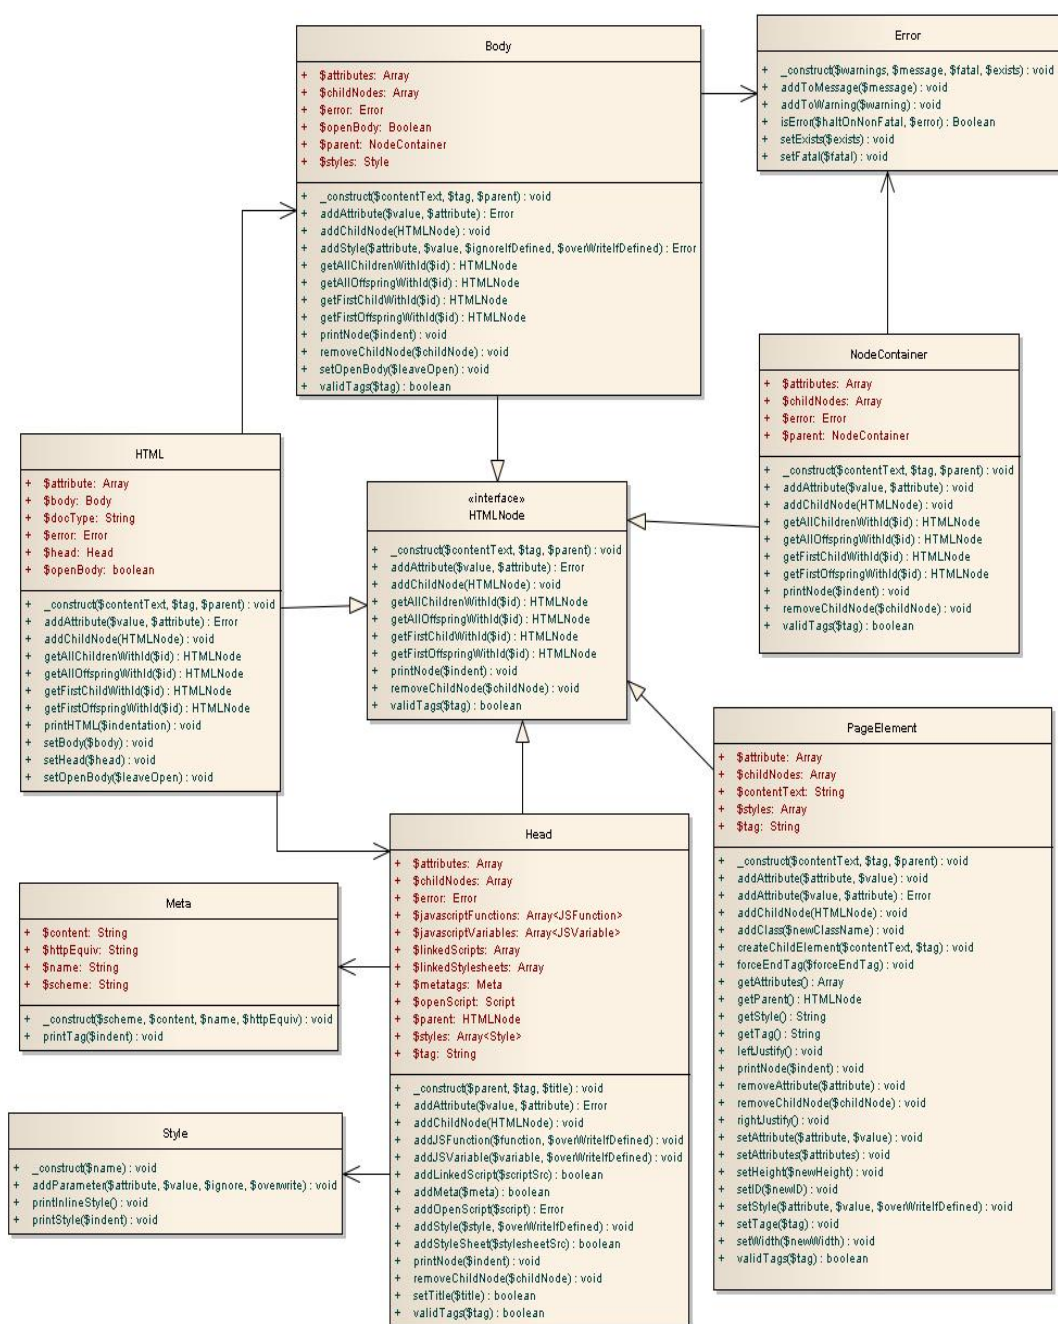 Body
+ $attributes: Array
+ $childNodes: Array
+ $error: Error
+ $openBody: Boolean
+ $parent: NodeContainer
+ $styles: Style
+ _construct($contentText, $tag, $parent) : void
+ addAttribute($value, $attribute) : Error
+ addChildNode(HTMLNode) : void
+ addStyle($attribute, $value, $ignoreIfDefined, $overWriteIfDefined) : Error
+ getAllChildrenWithId($id) : HTMLNode
+ getAllOffspringWithId($id) : HTMLNode
+ getFirstChildWithId($id) : HTMLNode
+ getFirstOffspringWithId($id) : HTMLNode
+ printNode($indent) : void
+ removeChildNode($childNode) : void
+ setOpenBody($leaveOpen) : void
+ validTags($tag) : boolean
Error
+ _construct($warnings, $message, $fatal, $exists) : void
+ addToMessage($message) : void
+ addToWarning($warning) : void
+ isError($haltOnNonFatal, $error) : Boolean
+ setExists($exists) : void
+ setFatal($fatal) : void
NodeContainer
+ $attributes: Array
+ $childNodes: Array
+ $error: Error
+ $parent: NodeContainer
+ _construct($contentText, $tag, $parent) : void
+ addAttribute($value, $attribute) : void
+ addChildNode(HTMLNode) : void
+ getAllChildrenWithId($id) : HTMLNode
+ getAllOffspringWithId($id) : HTMLNode
+ getFirstChildWithId($id) : HTMLNode
+ getFirstOffspringWithId($id) : HTMLNode
+ printNode($indent) : void
+ removeChildNode($childNode) : void
+ validTags($tag) : boolean
HTML
+ $attribute: Array
+ $body: Body
+ $docType: String
+ $error: Error
+ $head: Head
+ $openBody: boolean
+ _construct($contentText, $tag, $parent) : void
+ addAttribute($value, $attribute) : Error
+ addChildNode(HTMLNode) : void
+ getAllChildrenWithId($id) : HTMLNode
+ getAllOffspringWithId($id) : HTMLNode
+ getFirstChildWithId($id) : HTMLNode
+ getFirstOffspringWithId($id) : HTMLNode
+ printHTML($indentation) : void
+ setBody($body) : void
+ setHead($head) : void
+ setOpenBody($leaveOpen) : void
«interface»
HTMLNode
+ _construct($contentText, $tag, $parent) : void
+ addAttribute($value, $attribute) : Error
+ addChildNode(HTMLNode) : void
+ getAllChildrenWithId($id) : HTMLNode
+ getAllOffspringWithId($id) : HTMLNode
+ getFirstChildWithId($id) : HTMLNode
+ getFirstOffspringWithId($id) : HTMLNode
+ printNode($indent) : void
+ removeChildNode($childNode) : void
+ validTags($tag) : boolean
PageElement
+ $attribute: Array
+ $childNodes: Array
+ $contentText: String
+ $styles: Array
+ $tag: String
+ _construct($contentText, $tag, $parent) : void
+ addAttribute($attribute, $value) : void
+ addAttribute($value, $attribute) : Error
+ addChildNode(HTMLNode) : void
+ addClass($newClassName) : void
+ createChildElement($contentText, $tag) : void
+ forceEndTag($forceEndTag) : void
+ getAttributes() : Array
+ getParent() : HTMLNode
+ getStyle() : String
+ getTag() : String
+ leftJustify() : void
+ printNode($indent) : void
+ removeAttribute($attribute) : void
+ removeChildNode($childNode) : void
+ rightJustify() : void
+ setAttribute($attribute, $value) : void
+ setAttributes($attributes) : void
+ setHeight($newHeight) : void
+ setID($newID) : void
+ setStyle($attribute, $value, $overWriteIfDefined) : void
+ setTage($tag) : void
+ setWidth($newWidth) : void
+ validTags($tag) : boolean
Head
+ $attributes: Array
+ $childNodes: Array
+ $error: Error
+ $javascriptFunctions: Array<JSFunction>
+ $javascriptVariables: Array<JSVariable>
+ $linkedScripts: Array
+ $linkedStylesheets: Array
+ $metatags: Meta
+ $openScript: Script
+ $parent: HTMLNode
+ $styles: Array<Style>
+ $tag: String
+ _construct($parent, $tag, $title) : void
+ addAttribute($value, $attribute) : Error
+ addChildNode(HTMLNode) : void
+ addJSFunction($function, $overWriteIfDefined) : void
+ addJSVariable($variable, $overWriteIfDefined) : void
+ addLinkedScript($scriptSrc) : boolean
+ addMeta($meta) : boolean
+ addOpenScript($script) : Error
+ addStyle($style, $overWriteIfDefined) : void
+ addStyleSheet($stylesheetSrc) : boolean
+ printNode($indent) : void
+ removeChildNode($childNode) : void
+ setTitle($title) : boolean
+ validTags($tag) : boolean
Meta
+ $content: String
+ $httpEquiv: String
+ $name: String
+ $scheme: String
+ _construct($scheme, $content, $name, $httpEquiv) : void
+ printTag($indent) : void
Style
+ _construct($name) : void
+ addParameter($attribute, $value, $ignore, $overwrite) : void
+ printInlineStyle() : void
+ printStyle($indent) : void